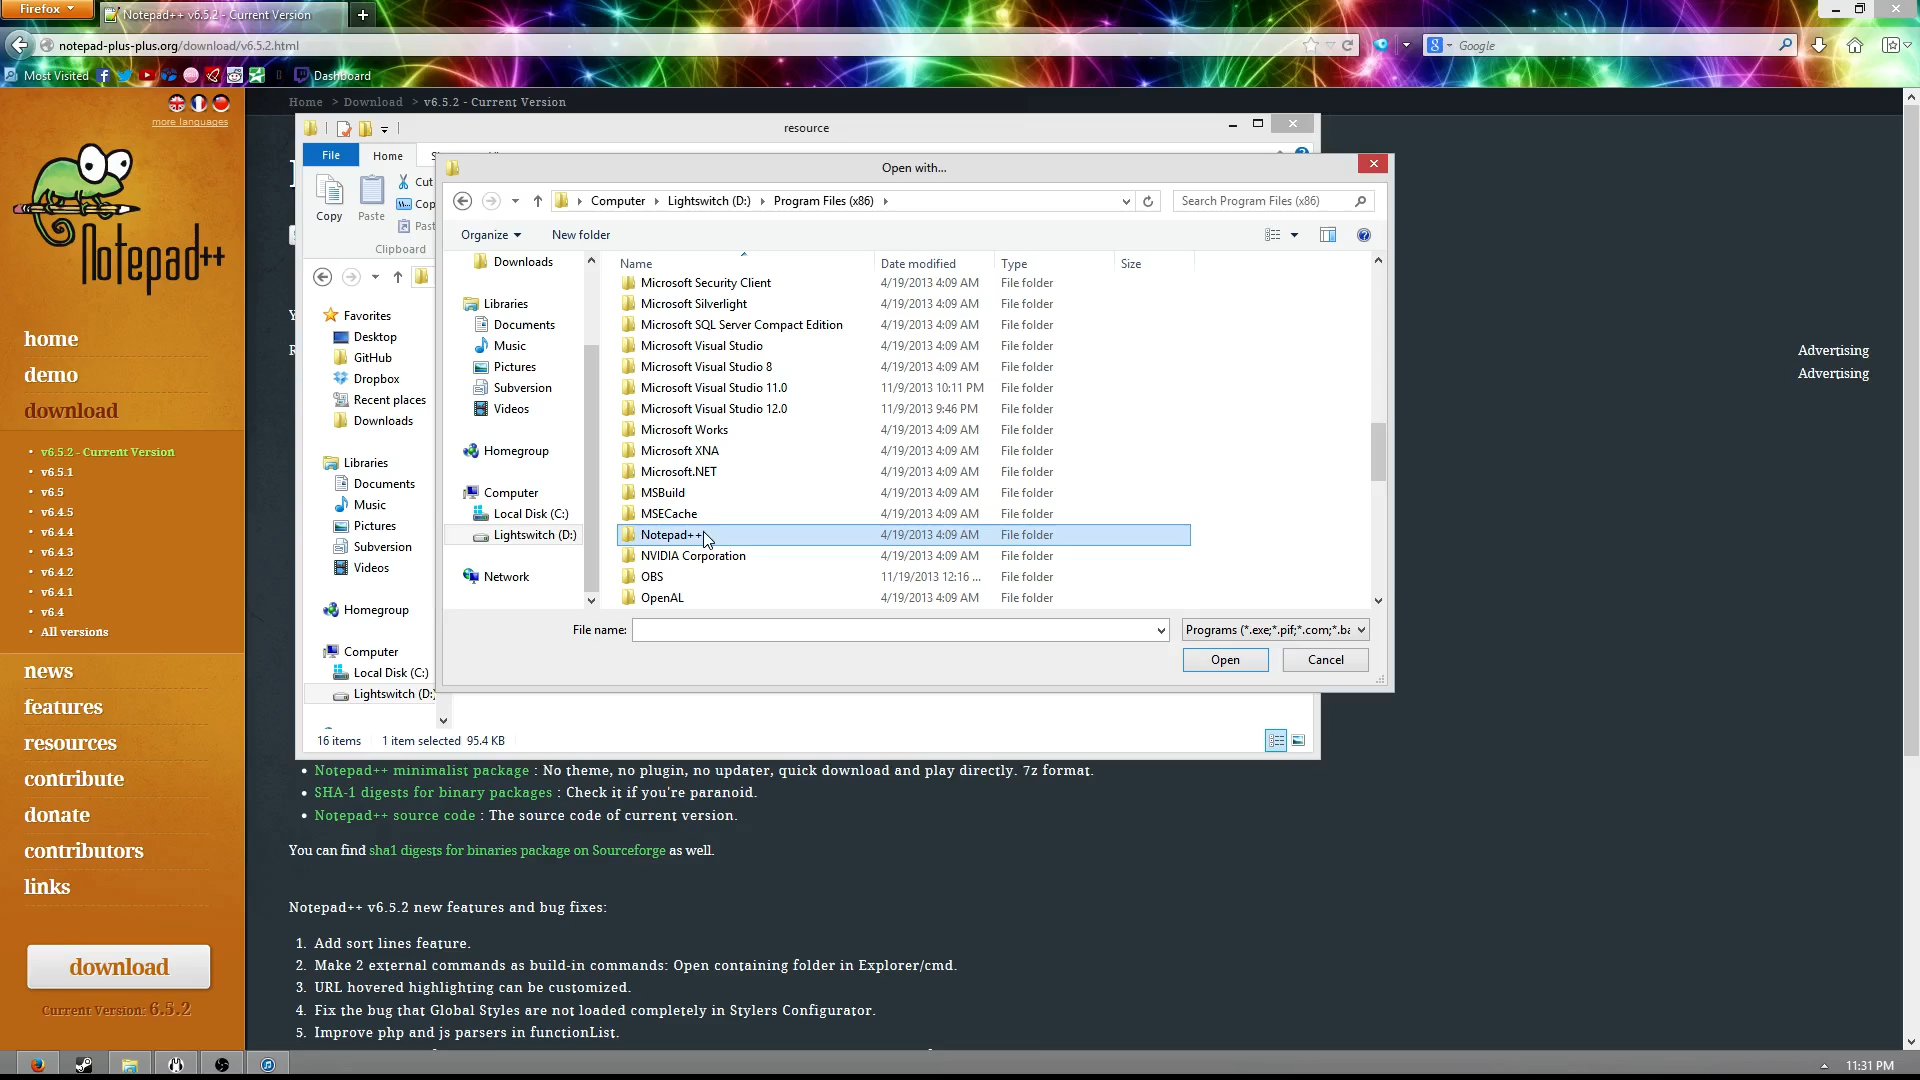 Firefox
Notepad++ v6.5.2 - Current Version
notepad-plus-plus.org/download/v6.5.2.html
Google
Most Visited
Dashboard
more languages
Notepad++
home
demo
download
v6.5.2 - Current Version
v6.5.1
v6.5
v6.4.5
v6.4.4
v6.4.3
v6.4.2
v6.4.1
v6.4
All versions
news
features
resources
contribute
donate
contributors
links
download
Current Version: 6.5.2
Home > Download > v6.5.2 - Current Version
resource
File
Home
Copy
Paste
Cut
Cop
Past
Clipboard
Favorites
Desktop
GitHub
Dropbox
Recent places
Downloads
Libraries
Documents
Music
Pictures
Subversion
Videos
Homegroup
Computer
Local Disk (C:)
Lightswitch (D:)
16 items 1 item selected 95.4 KB
Open with...
Computer Lightswitch (D:) Program Files (x86)
Search Program Files (x86)
Organize New folder
Downloads
Libraries
Documents
Music
Pictures
Subversion
Videos
Homegroup
Computer
Local Disk (C:)
Lightswitch (D:)
Network
Name Date modified Type Size
Microsoft Security Client 4/19/2013 4:09 AM File folder
Microsoft Silverlight 4/19/2013 4:09 AM File folder
Microsoft SQL Server Compact Edition 4/19/2013 4:09 AM File folder
Microsoft Visual Studio 4/19/2013 4:09 AM File folder
Microsoft Visual Studio 8 4/19/2013 4:09 AM File folder
Microsoft Visual Studio 11.0 11/9/2013 10:11 PM File folder
Microsoft Visual Studio 12.0 11/9/2013 9:46 PM File folder
Microsoft Works 4/19/2013 4:09 AM File folder
Microsoft XNA 4/19/2013 4:09 AM File folder
Microsoft.NET 4/19/2013 4:09 AM File folder
MSBuild 4/19/2013 4:09 AM File folder
MSECache 4/19/2013 4:09 AM File folder
Notepad++ 4/19/2013 4:09 AM File folder
NVIDIA Corporation 4/19/2013 4:09 AM File folder
OBS 11/19/2013 12:16 ... File folder
OpenAL 4/19/2013 4:09 AM File folder
File name:
Programs (*.exe;*.pif;*.com;*.ba
Open
Cancel
Advertising
Advertising
• Notepad++ minimalist package : No theme, no plugin, no updater, quick download and play directly. 7z format.
• SHA-1 digests for binary packages : Check it if you're paranoid.
• Notepad++ source code : The source code of current version.
You can find sha1 digests for binaries package on Sourceforge as well.
Notepad++ v6.5.2 new features and bug fixes:
1. Add sort lines feature.
2. Make 2 external commands as build-in commands: Open containing folder in Explorer/cmd.
3. URL hovered highlighting can be customized.
4. Fix the bug that Global Styles are not loaded completely in Stylers Configurator.
5. Improve php and js parsers in functionList.
11:31 PM